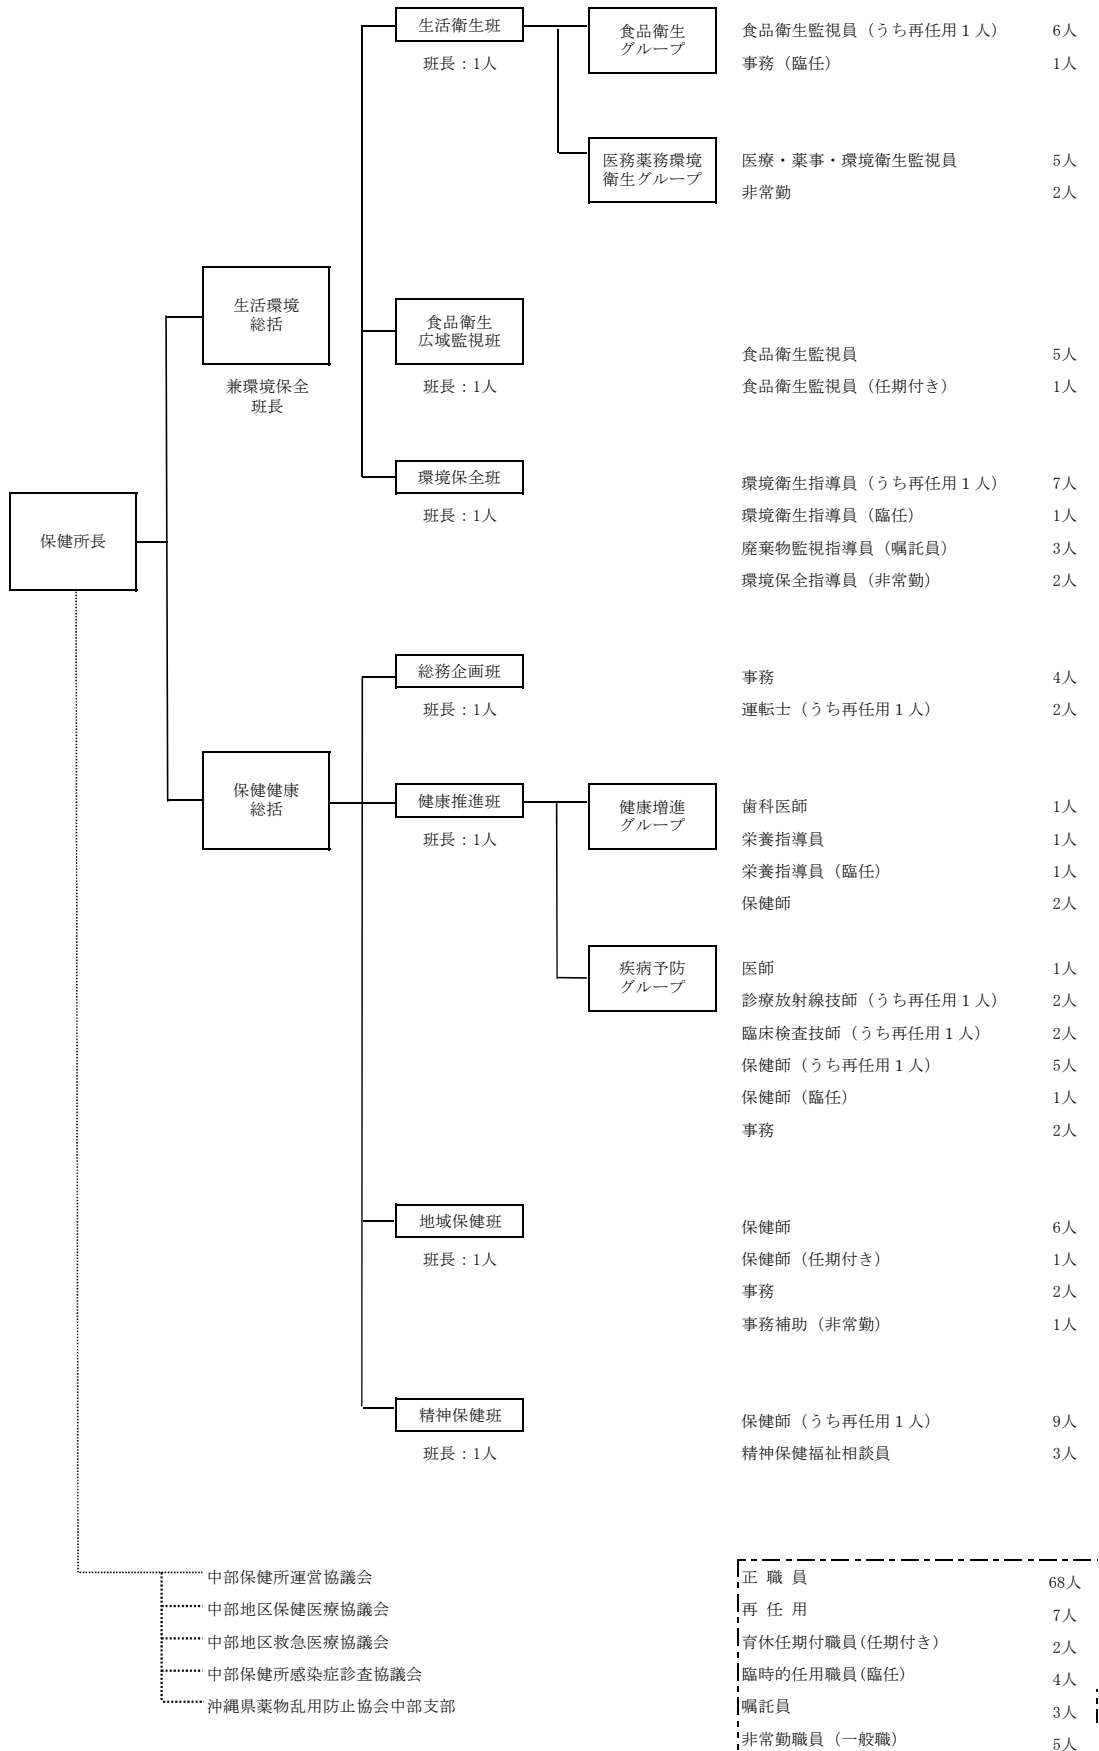 生活衛生班
班長：1人
食品衛生
グループ
食品衛生監視員（うち再任用１人） 6人
事務（臨任） 1人
医務薬務環境
衛生グループ
医療・薬事・環境衛生監視員 5人
非常勤 2人
生活環境
総括
兼環境保全
班長
食品衛生
広域監視班
班長：1人
食品衛生監視員 5人
食品衛生監視員（任期付き） 1人
環境保全班
班長：1人
環境衛生指導員（うち再任用１人） 7人
環境衛生指導員（臨任） 1人
廃棄物監視指導員（嘱託員） 3人
環境保全指導員（非常勤） 2人
保健所長
総務企画班
班長：1人
事務 4人
運転士（うち再任用１人） 2人
保健健康
総括
健康推進班
班長：1人
健康増進
グループ
歯科医師 1人
栄養指導員 1人
栄養指導員（臨任） 1人
保健師 2人
疾病予防
グループ
医師 1人
診療放射線技師（うち再任用１人） 2人
臨床検査技師（うち再任用１人） 2人
保健師（うち再任用１人） 5人
保健師（臨任） 1人
事務 2人
地域保健班
班長：1人
保健師 6人
保健師（任期付き） 1人
事務 2人
事務補助（非常勤） 1人
精神保健班
班長：1人
保健師（うち再任用１人） 9人
精神保健福祉相談員 3人
中部保健所運営協議会
中部地区保健医療協議会
中部地区救急医療協議会
中部保健所感染症診査協議会
沖縄県薬物乱用防止協会中部支部
正 職 員 68人
再 任 用 7人
育休任期付職員(任期付き) 2人
臨時的任用職員(臨任) 4人
嘱託員 3人
非常勤職員（一般職） 5人